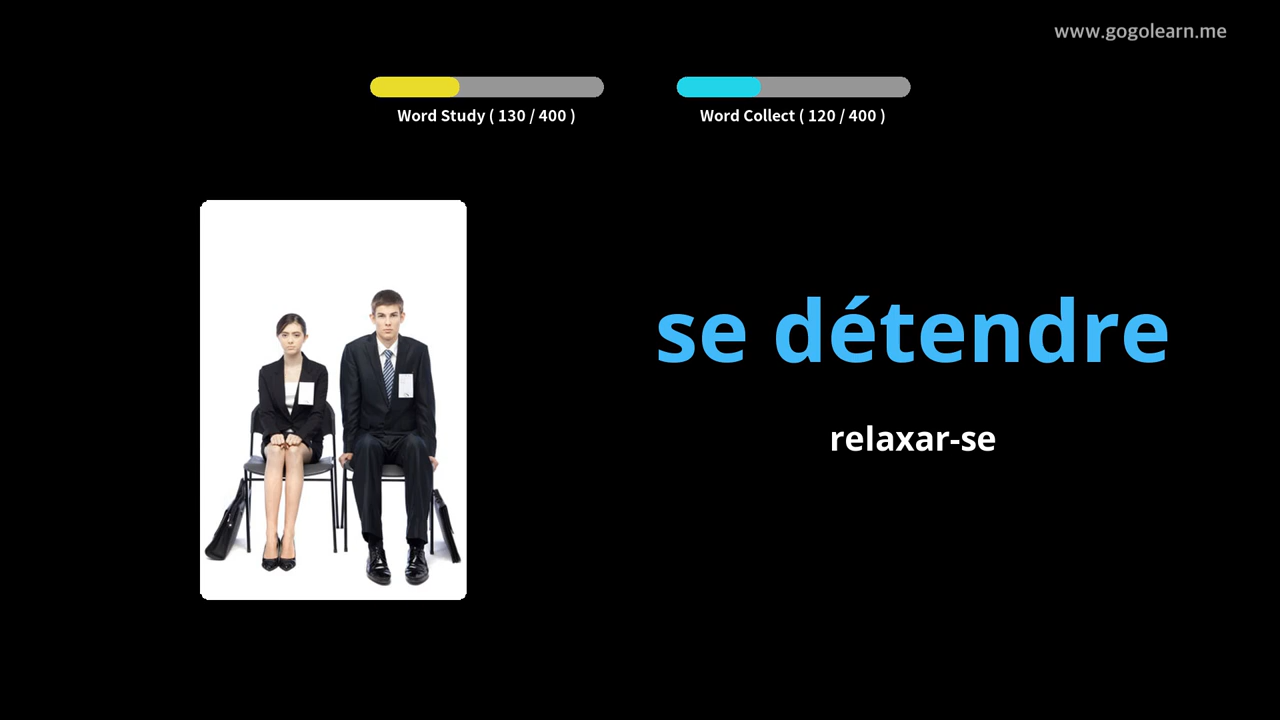 www.gogolearn.me
Word Study ( 130 / 400 )
Word Collect ( 120 / 400 )
se détendre
relaxar-se